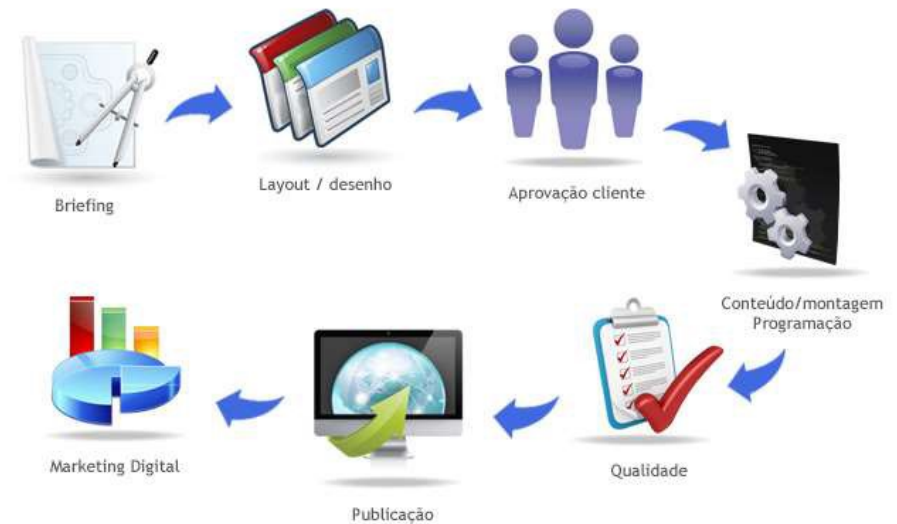 Briefing
Layout / desenho
Aprovação cliente
Conteúdo/montagem
Programação
Qualidade
Publicação
Marketing Digital